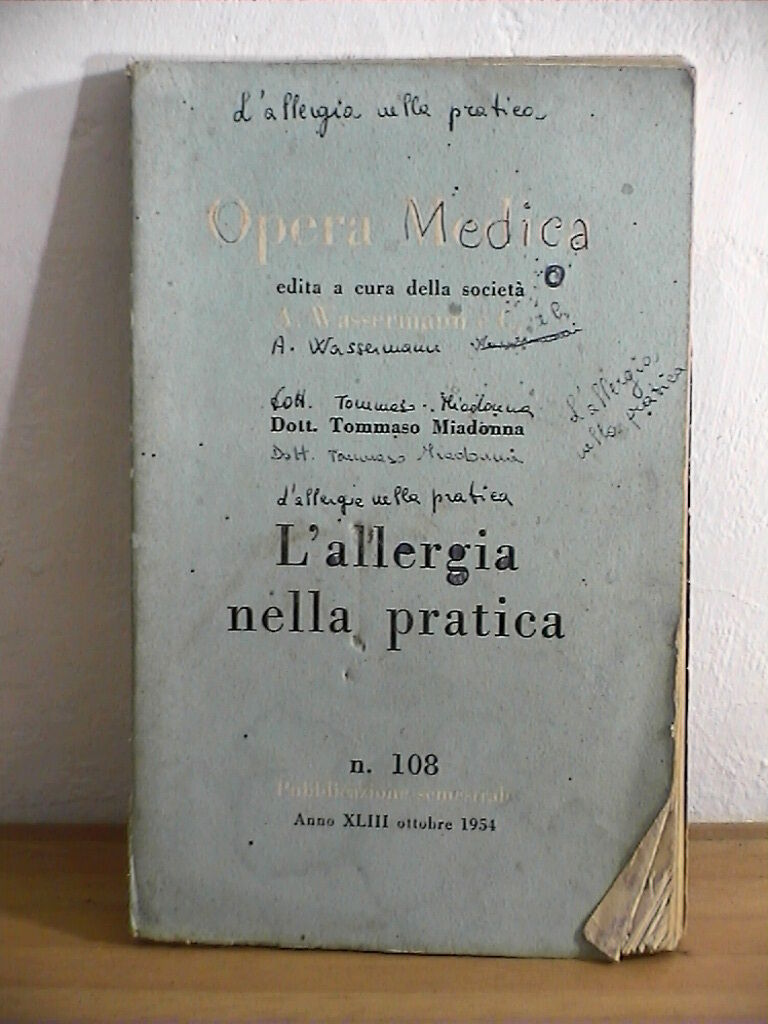 L'allergia nella pratica
Opera Medica
edita a cura della società
A. Wassermann e C.
A. Wassermann
Dott. Tommaso Miadonna
Dott. Tommaso Miadonna
Dott. Tommaso Miadonna
L'allergia
nella pratica
d'allergie nella pratica
L'allergia
nella pratica
n. 108
Pubblicazione semestrale
Anno XLIII ottobre 1954